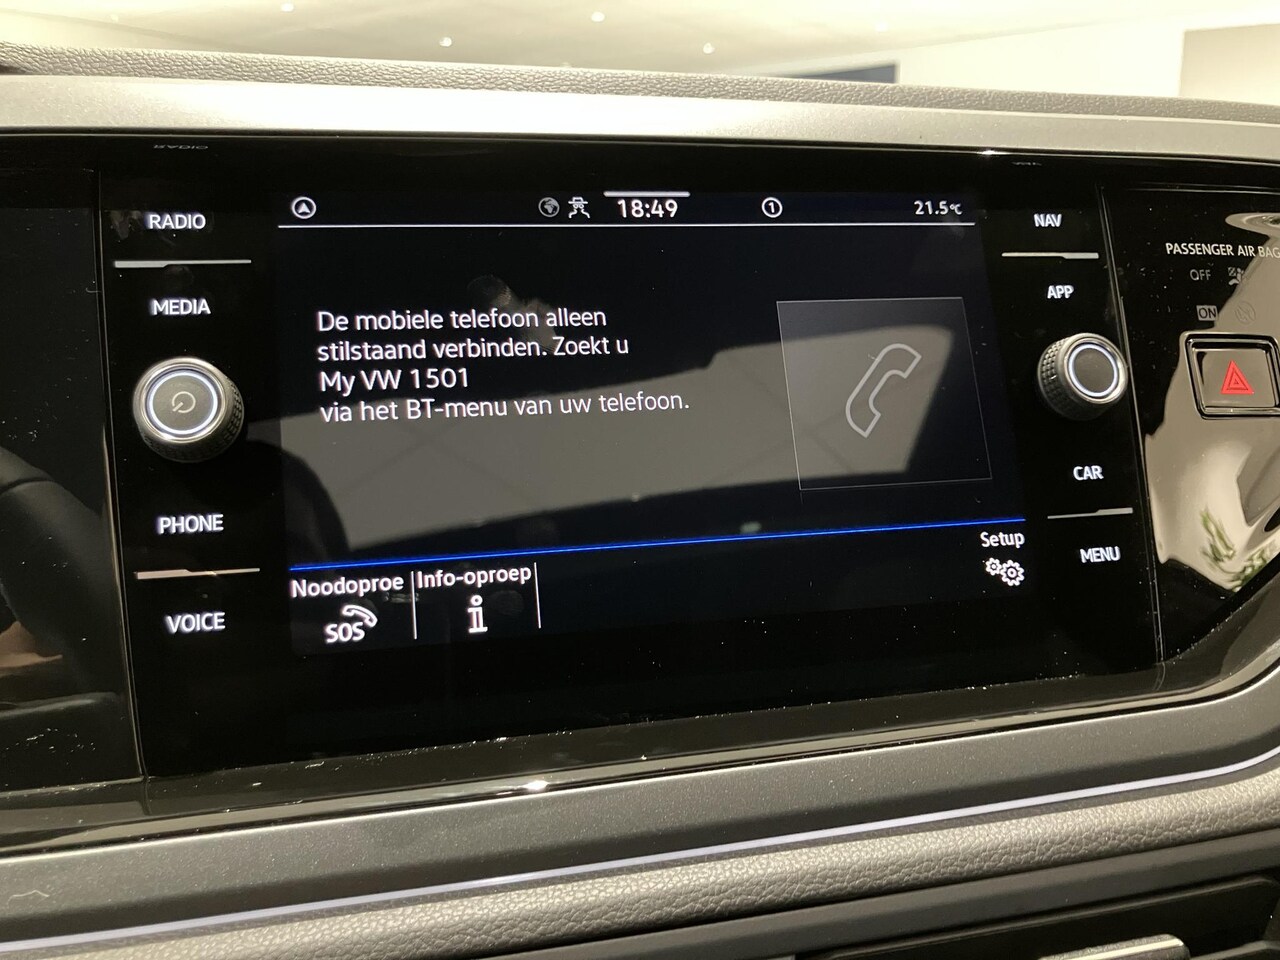 RADIO
MEDIA
PHONE
VOICE
18:49
1
21.5°C
De mobiele telefoon alleen
stilstaand verbinden. Zoekt u
My VW 1501
via het BT-menu van uw telefoon.
Setup
Noodoproe
SOS
Info-oproep
i
NAV
APP
CAR
MENU
PASSENGER AIR BAG
OFF
ON